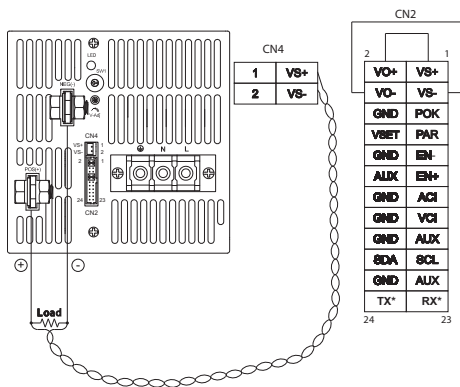 CN2
CN4
2 1
1 VS+
2 VS-
VO+ VS+
VO- VS-
GND POK
VSET PAR
GND EN-
AUX EN+
GND ACI
GND VCI
GND AUX
SDA SCL
GND AUX
TX* RX*
24 23
LED
SW1
NEG(-)
V-Adj
CN4
VS+ 1
VS- 2
2 1
N L
POS(+)
24 23
CN2
+ -
Load